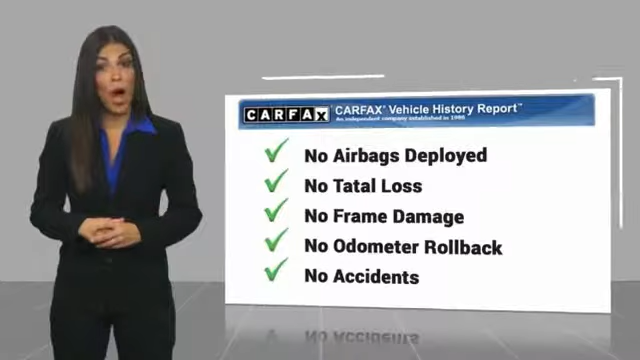 CARFAX CARFAX Vehicle History Report™
An independent company established in 1986
No Airbags Deployed
No Tatal Loss
No Frame Damage
No Odometer Rollback
No Accidents